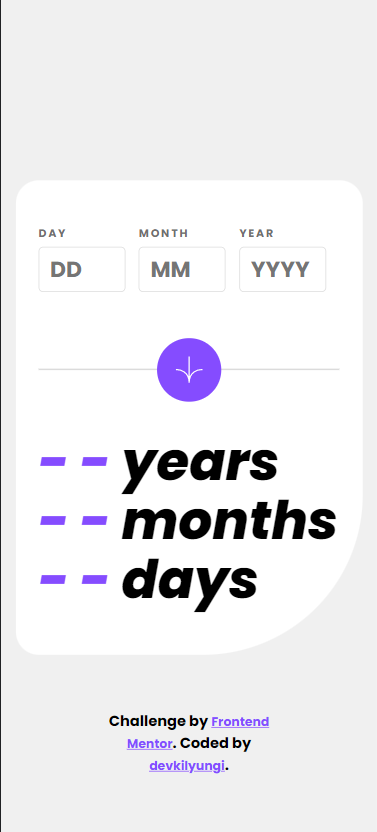 DAY MONTH YEAR
DD MM YYYY
- - years
- - months
- - days
Challenge by Frontend
Mentor. Coded by
devkilyungi.